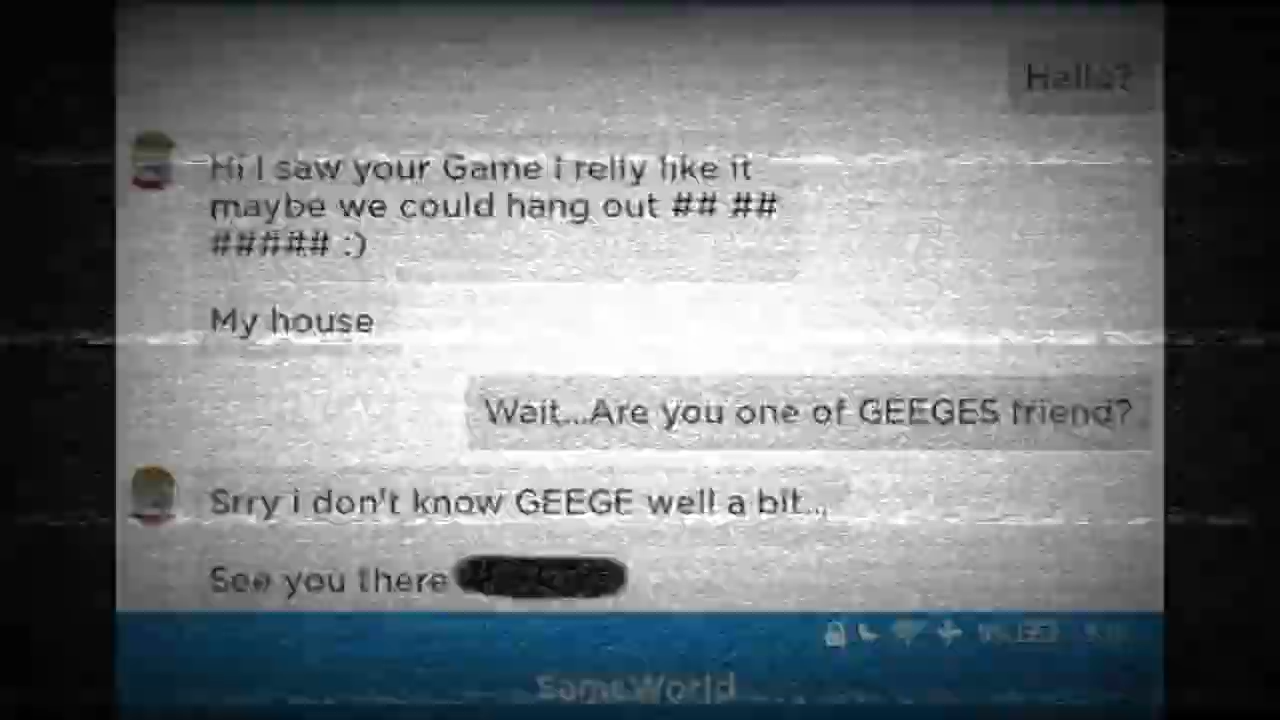 Hello?
Hi I saw your Game i relly like it
maybe we could hang out ## ##
##### :)
My house
Wait...Are you one of GEEGES friend?
Srry i don't know GEEGE well a bit...
See you there
SameWorld